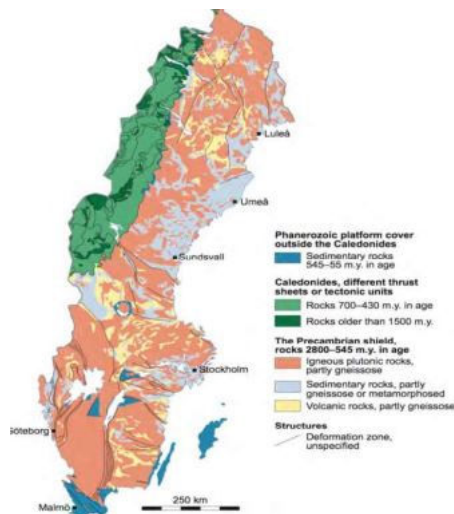 Luleå
Umeå
Sundsvall
Stockholm
Göteborg
Malmö
250 km
Phanerozoic platform cover
outside the Caledonides
Sedimentary rocks
545–55 m.y. in age
Caledonides, different thrust
sheets or tectonic units
Rocks 700–430 m.y. in age
Rocks older than 1500 m.y.
The Precambrian shield,
rocks 2800–545 m.y. in age
Igneous plutonic rocks,
partly gneissose
Sedimentary rocks, partly
gneissose or metamorphosed
Volcanic rocks, partly gneissose
Structures
Deformation zone,
unspecified